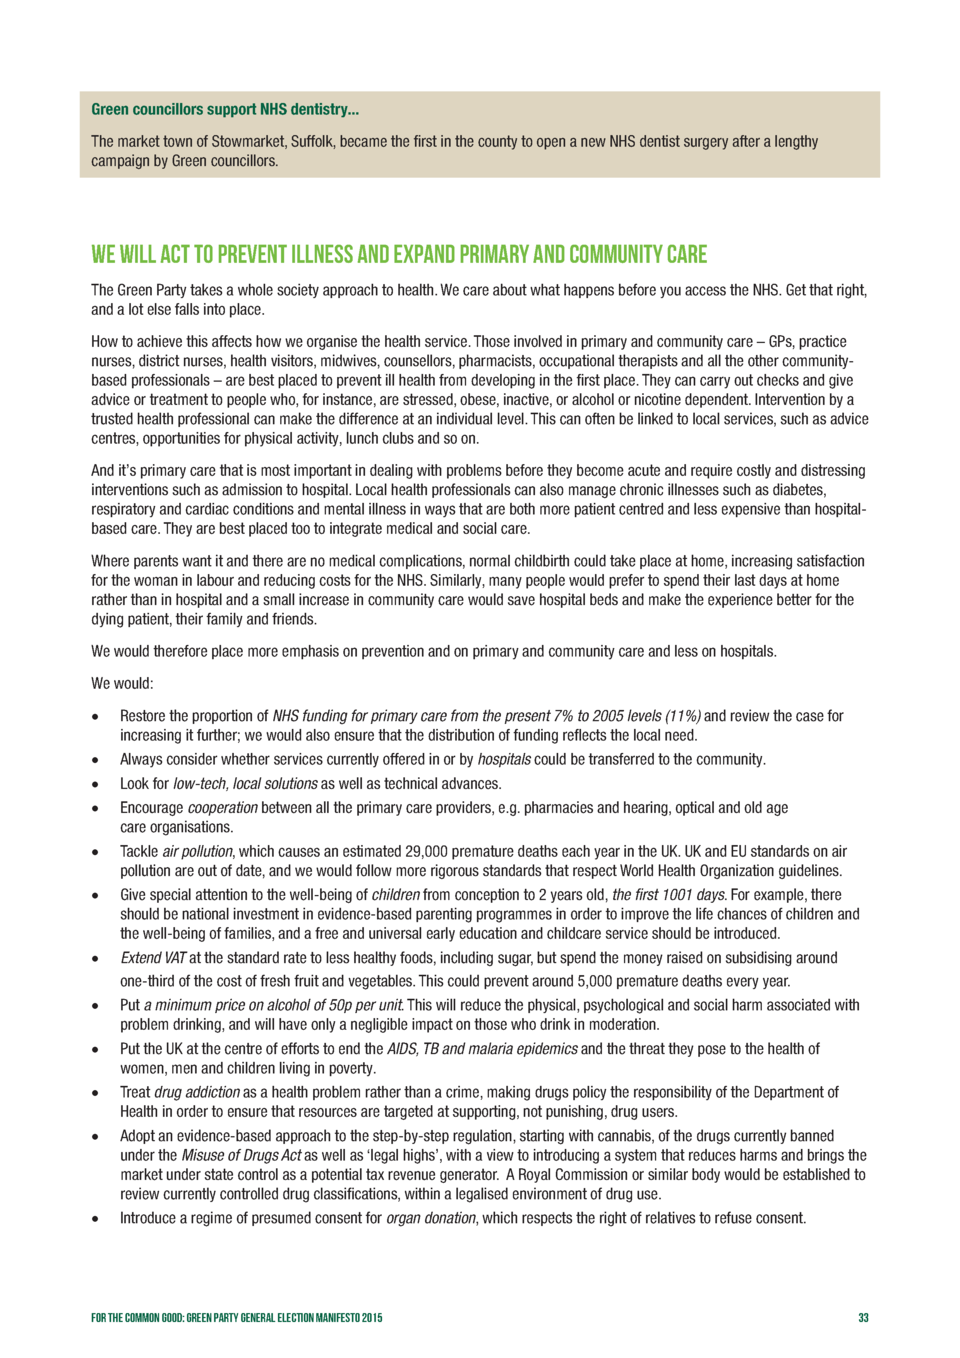 Green councillors support NHS dentistry...
The market town of Stowmarket, Suffolk, became the first in the county to open a new NHS dentist surgery after a lengthy
campaign by Green councillors.
WE WILL ACT TO PREVENT ILLNESS AND EXPAND PRIMARY AND COMMUNITY CARE
The Green Party takes a whole society approach to health. We care about what happens before you access the NHS. Get that right,
and a lot else falls into place.
How to achieve this affects how we organise the health service. Those involved in primary and community care – GPs, practice
nurses, district nurses, health visitors, midwives, counsellors, pharmacists, occupational therapists and all the other community-
based professionals – are best placed to prevent ill health from developing in the first place. They can carry out checks and give
advice or treatment to people who, for instance, are stressed, obese, inactive, or alcohol or nicotine dependent. Intervention by a
trusted health professional can make the difference at an individual level. This can often be linked to local services, such as advice
centres, opportunities for physical activity, lunch clubs and so on.
And it's primary care that is most important in dealing with problems before they become acute and require costly and distressing
interventions such as admission to hospital. Local health professionals can also manage chronic illnesses such as diabetes,
respiratory and cardiac conditions and mental illness in ways that are both more patient centred and less expensive than hospital-
based care. They are best placed too to integrate medical and social care.
Where parents want it and there are no medical complications, normal childbirth could take place at home, increasing satisfaction
for the woman in labour and reducing costs for the NHS. Similarly, many people would prefer to spend their last days at home
rather than in hospital and a small increase in community care would save hospital beds and make the experience better for the
dying patient, their family and friends.
We would therefore place more emphasis on prevention and on primary and community care and less on hospitals.
We would:
• Restore the proportion of NHS funding for primary care from the present 7% to 2005 levels (11%) and review the case for
increasing it further; we would also ensure that the distribution of funding reflects the local need.
• Always consider whether services currently offered in or by hospitals could be transferred to the community.
• Look for low-tech, local solutions as well as technical advances.
• Encourage cooperation between all the primary care providers, e.g. pharmacies and hearing, optical and old age
care organisations.
• Tackle air pollution, which causes an estimated 29,000 premature deaths each year in the UK. UK and EU standards on air
pollution are out of date, and we would follow more rigorous standards that respect World Health Organization guidelines.
• Give special attention to the well-being of children from conception to 2 years old, the first 1001 days. For example, there
should be national investment in evidence-based parenting programmes in order to improve the life chances of children and
the well-being of families, and a free and universal early education and childcare service should be introduced.
• Extend VAT at the standard rate to less healthy foods, including sugar, but spend the money raised on subsidising around
one-third of the cost of fresh fruit and vegetables. This could prevent around 5,000 premature deaths every year.
• Put a minimum price on alcohol of 50p per unit. This will reduce the physical, psychological and social harm associated with
problem drinking, and will have only a negligible impact on those who drink in moderation.
• Put the UK at the centre of efforts to end the AIDS, TB and malaria epidemics and the threat they pose to the health of
women, men and children living in poverty.
• Treat drug addiction as a health problem rather than a crime, making drugs policy the responsibility of the Department of
Health in order to ensure that resources are targeted at supporting, not punishing, drug users.
• Adopt an evidence-based approach to the step-by-step regulation, starting with cannabis, of the drugs currently banned
under the Misuse of Drugs Act as well as ‘legal highs’, with a view to introducing a system that reduces harms and brings the
market under state control as a potential tax revenue generator. A Royal Commission or similar body would be established to
review currently controlled drug classifications, within a legalised environment of drug use.
• Introduce a regime of presumed consent for organ donation, which respects the right of relatives to refuse consent.
FOR THE COMMON GOOD: GREEN PARTY GENERAL ELECTION MANIFESTO 2015 33